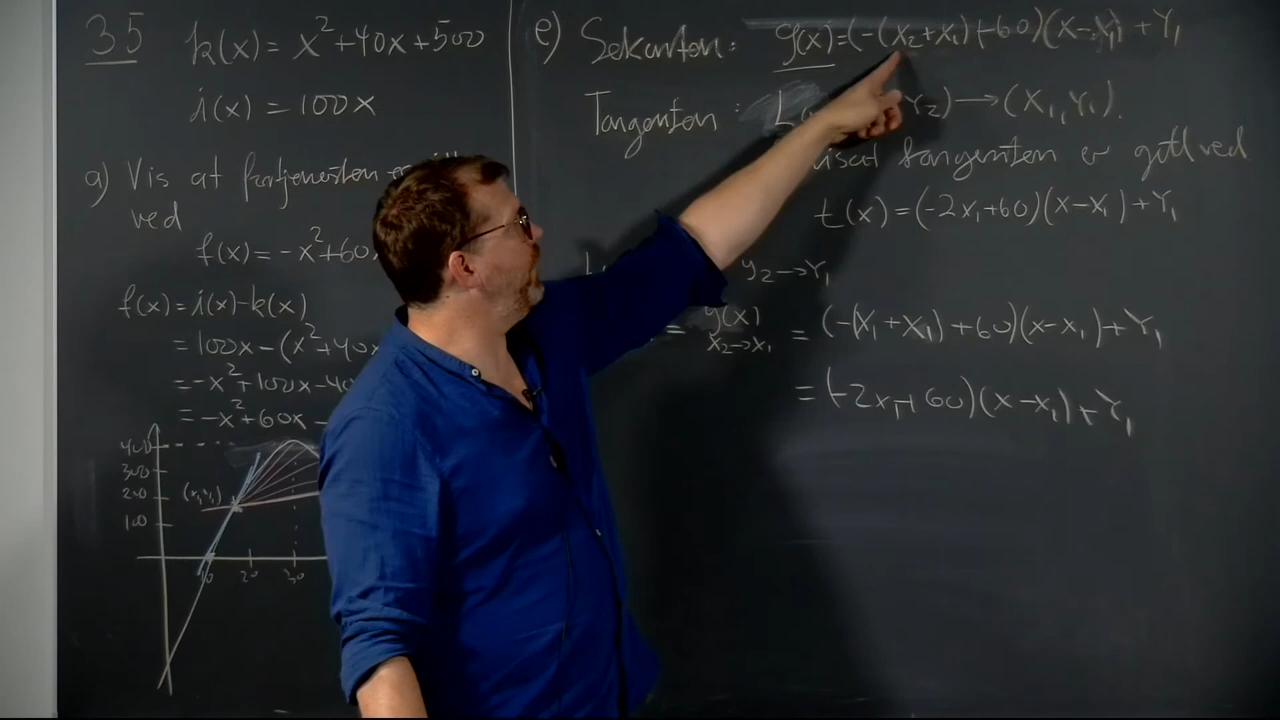 35
k(x) = x²+40x+500
i(x) = 100x
a) Vis at fortjenesten
ved
f(x) = -x²+60
f(x) = i(x)-k(x)
= 100x-(x²+40x
= -x²+100x-40
= -x²+60x-
400
300
200
100
(x₁,y₁)
10 20 30
e) Sekanten: g(x)=(-(x₂+x₁)+60)(x-x₁)+y₁
Tangenten: L y₂)→(x₁,y₁).
tangenten er gitt ved
t(x)=(-2x₁+60)(x-x₁)+y₁
y₂→y₁
= g(x) = (-(x₁+x₁)+60)(x-x₁)+y₁
x₂→x₁
= (-2x₁+60)(x-x₁)+y₁